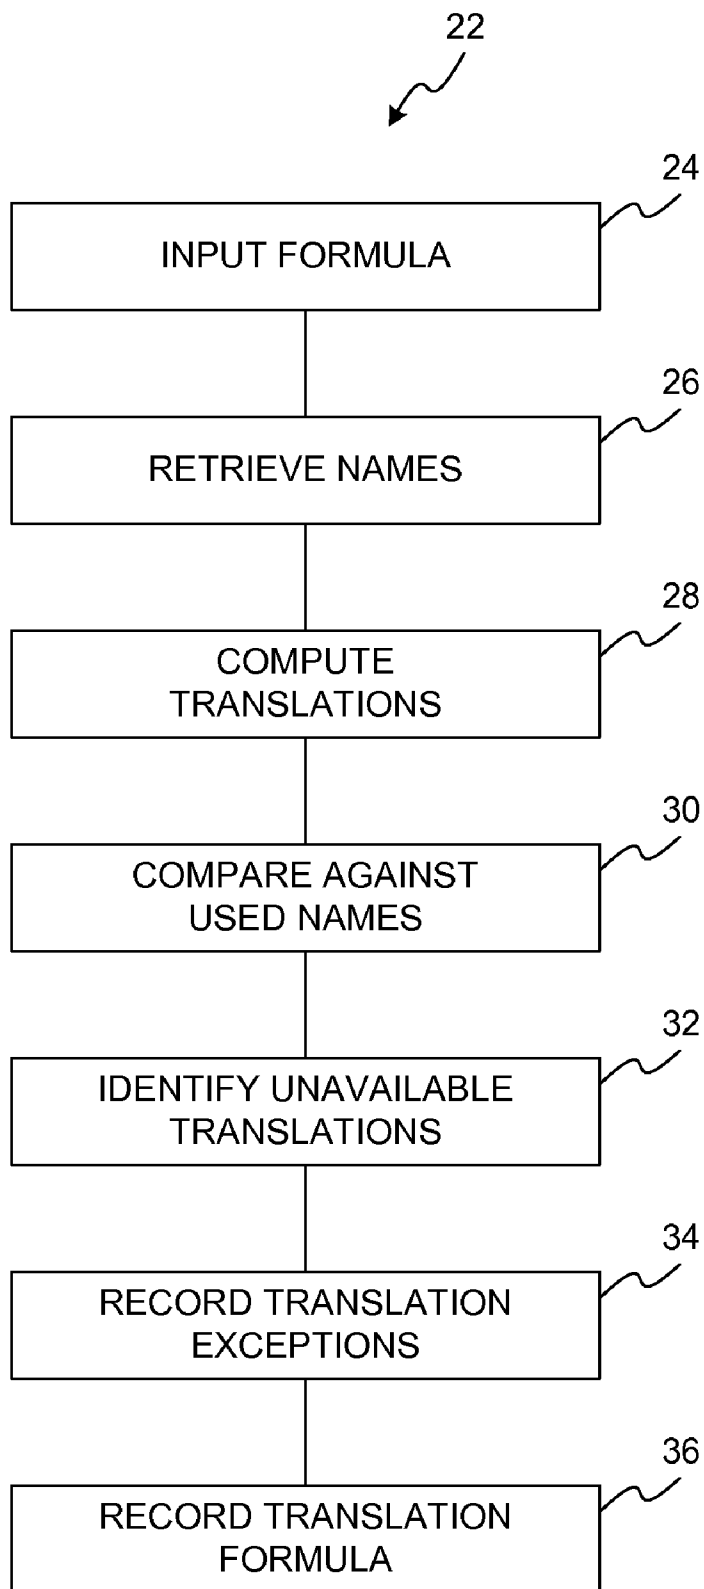 22
24
INPUT FORMULA
26
RETRIEVE NAMES
28
COMPUTE
TRANSLATIONS
30
COMPARE AGAINST
USED NAMES
32
IDENTIFY UNAVAILABLE
TRANSLATIONS
34
RECORD TRANSLATION
EXCEPTIONS
36
RECORD TRANSLATION
FORMULA